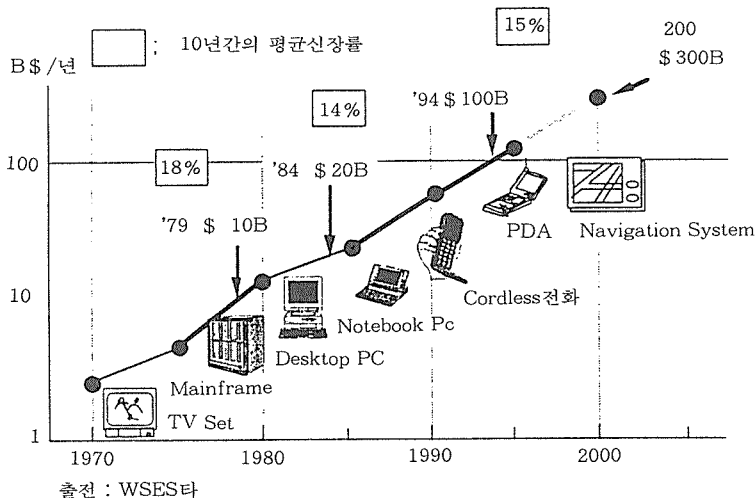 ; 10년간의 평균신장률
B$/년
15%
200
$300B
14%
'94 $100B
100
18%
'84 $20B
'79 $ 10B
PDA
Navigation System
10
Cordless전화
Notebook Pc
Desktop PC
Mainframe
TV Set
1
1970
1980
1990
2000
출전 : WSES타